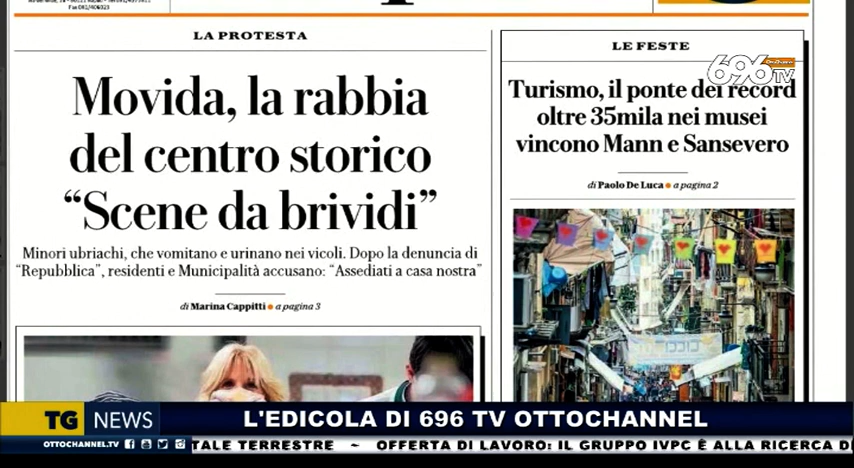 LA PROTESTA
Movida, la rabbia
del centro storico
“Scene da brividi”
Minori ubriachi, che vomitano e urinano nei vicoli. Dopo la denuncia di
“Repubblica”, residenti e Municipalità accusano: “Assediati a casa nostra”
di Marina Cappitti ● a pagina 3
LE FESTE
696 TV
Turismo, il ponte dei record
oltre 35mila nei musei
vincono Mann e Sansevero
di Paolo De Luca ● a pagina 2
TG NEWS
L'EDICOLA DI 696 TV OTTOCHANNEL
OTTOCHANNEL.TV
TALE TERRESTRE ~ OFFERTA DI LAVORO: IL GRUPPO IVPC È ALLA RICERCA DI